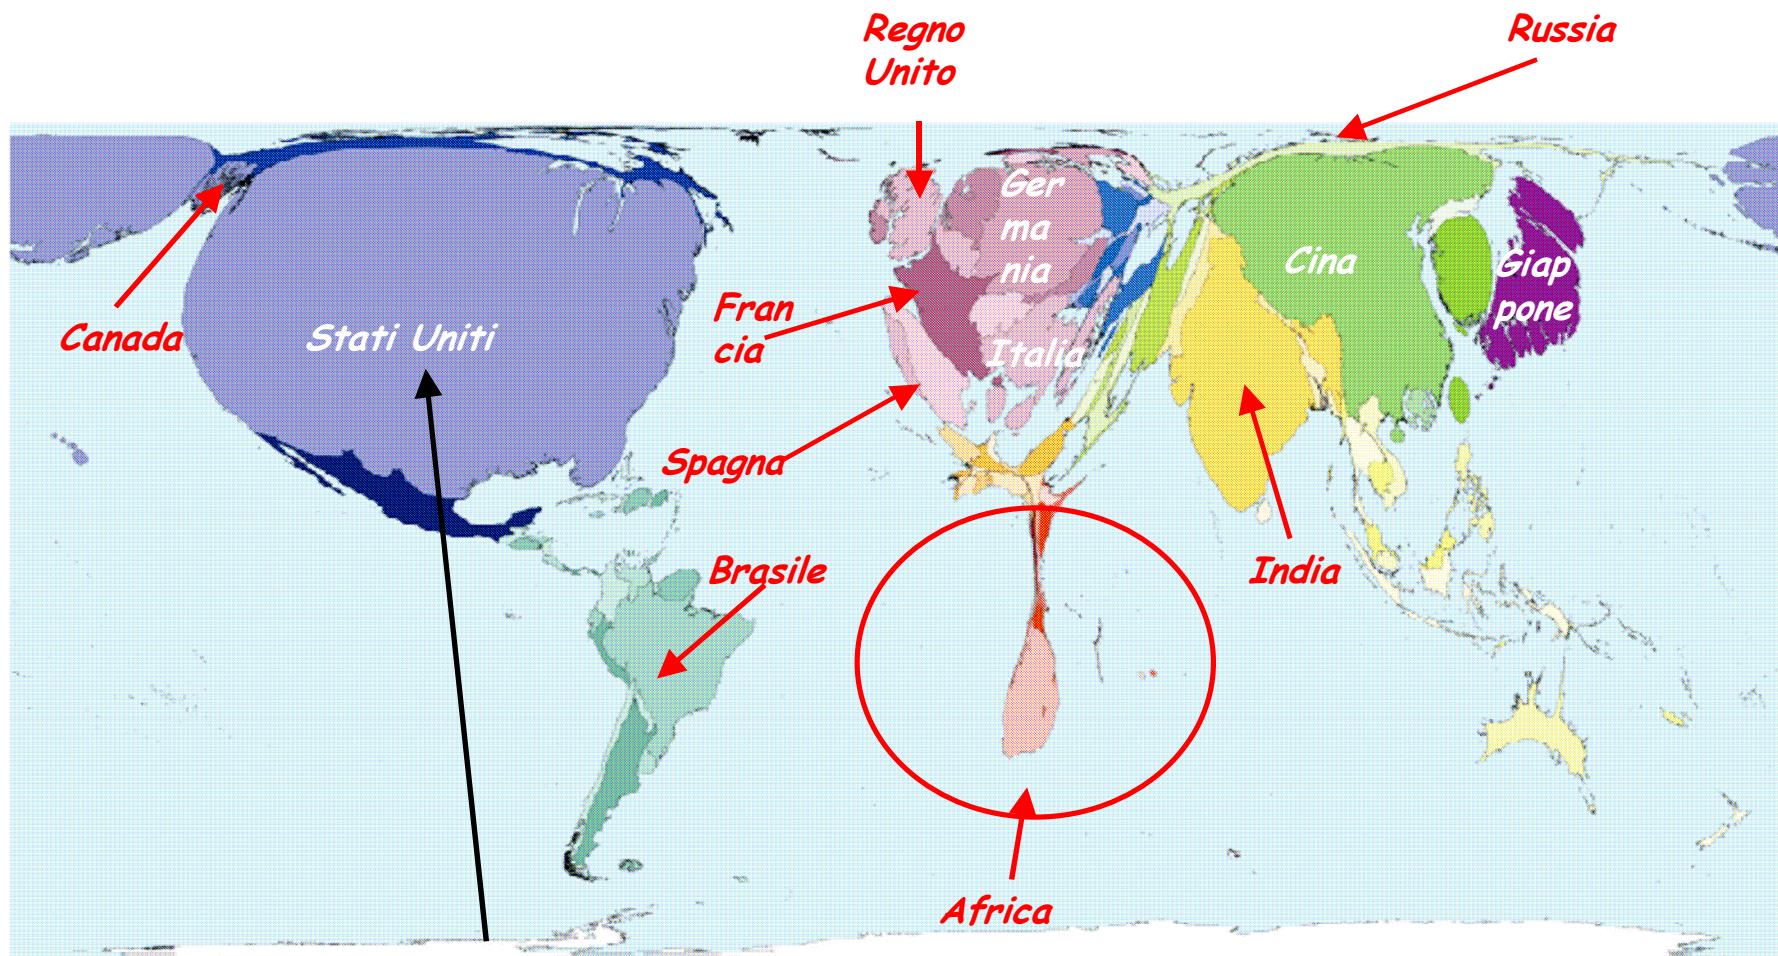 Regno
Unito
Russia
Ger
ma
nia
Cina
Giap
pone
Fran
cia
Canada
Stati Uniti
Italia
Spagna
Brasile
India
Africa